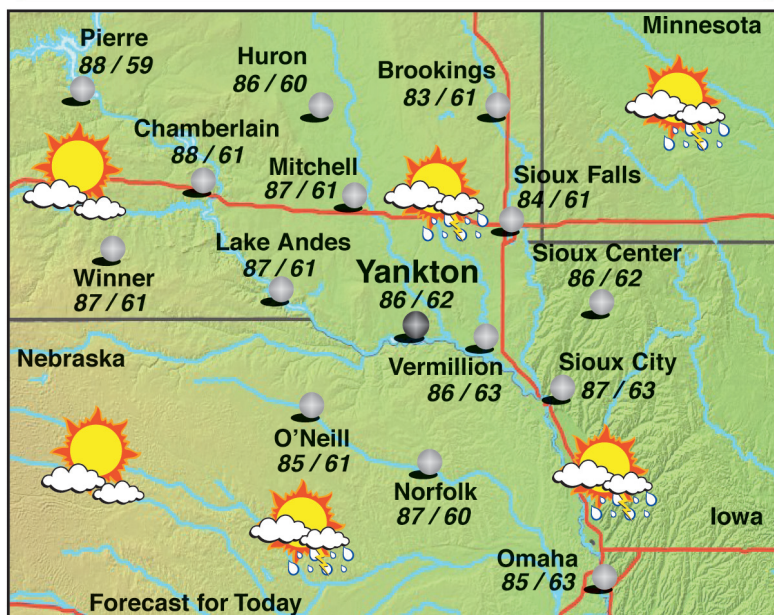 Pierre
88 / 59
Huron
86 / 60
Brookings
83 / 61
Minnesota
Chamberlain
88 / 61
Mitchell
87 / 61
Sioux Falls
84 / 61
Winner
87 / 61
Lake Andes
87 / 61
Yankton
86 / 62
Sioux Center
86 / 62
Nebraska
Vermillion
86 / 63
Sioux City
87 / 63
O'Neill
85 / 61
Norfolk
87 / 60
Iowa
Omaha
85 / 63
Forecast for Today